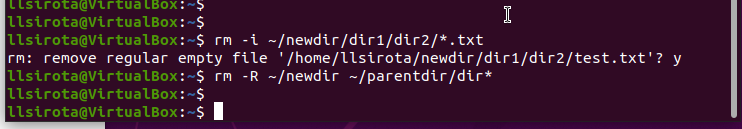 llsirota@VirtualBox:~$
llsirota@VirtualBox:~$
llsirota@VirtualBox:~$ rm -i ~/newdir/dir1/dir2/*.txt
rm: remove regular empty file '/home/llsirota/newdir/dir1/dir2/test.txt'? y
llsirota@VirtualBox:~$ rm -R ~/newdir ~/parentdir/dir*
llsirota@VirtualBox:~$
llsirota@VirtualBox:~$